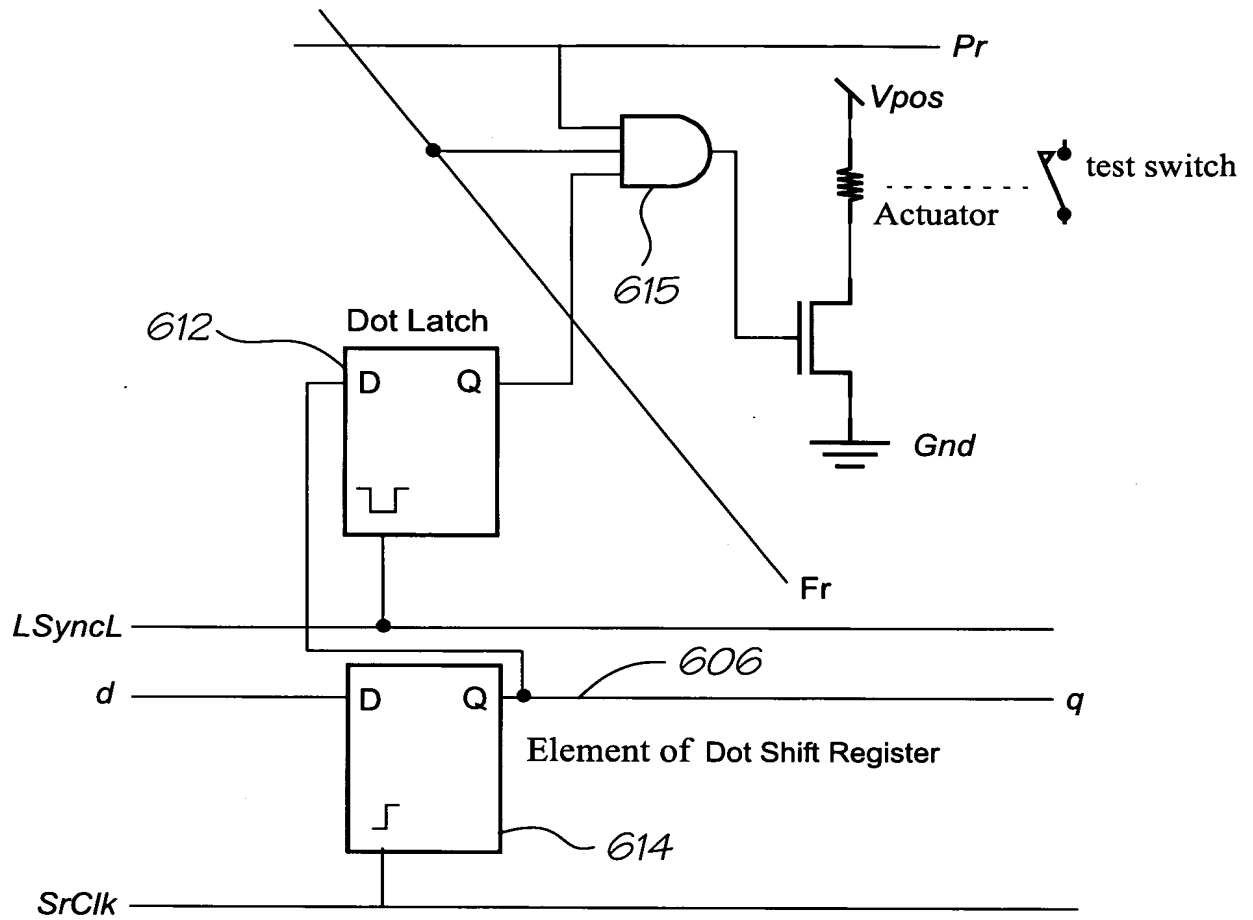 Pr
Vpos
test switch
Actuator
615
612
Dot Latch
D
Q
Gnd
Fr
LSyncL
606
d
D
Q
q
Element of Dot Shift Register
614
SrClk